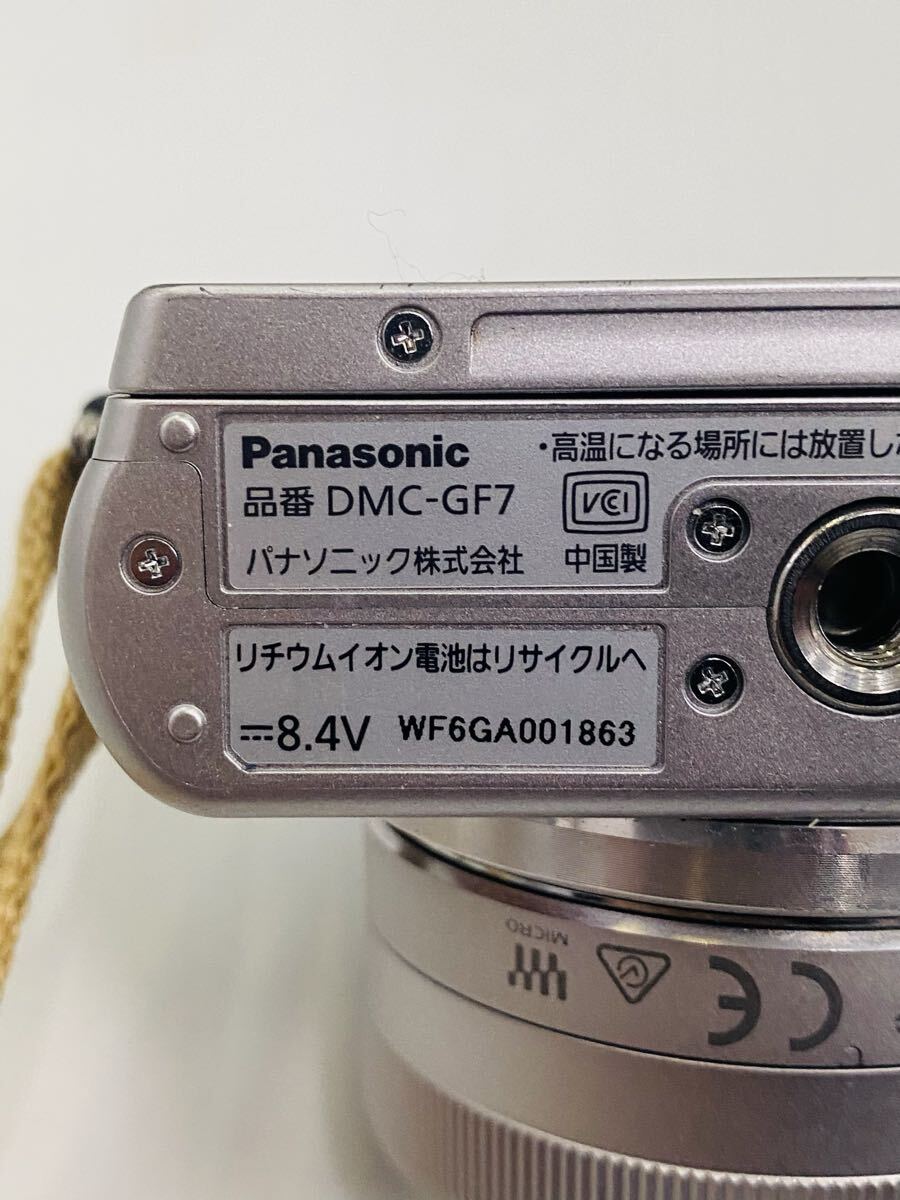 Panasonic
・高温になる場所には放置し
品番 DMC-GF7
VCI
パナソニック株式会社
中国製
リチウムイオン電池はリサイクルへ
8.4V WF6GA001863
MICRO
CE